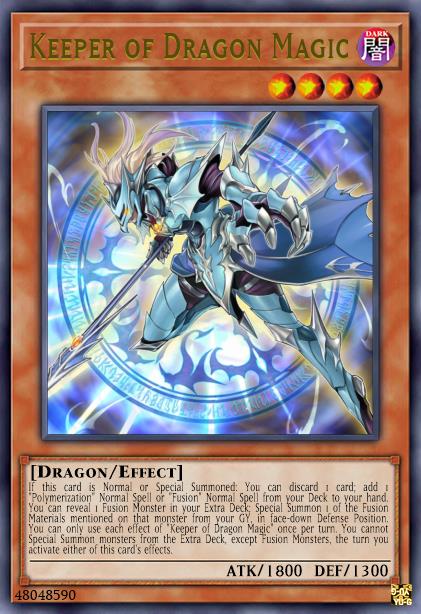 Keeper of Dragon Magic
DARK
闇
[Dragon/Effect]
If this card is Normal or Special Summoned: You can discard 1 card; add 1
"Polymerization" Normal Spell or "Fusion" Normal Spell from your Deck to your hand.
You can reveal 1 Fusion Monster in your Extra Deck; Special Summon 1 of the Fusion
Materials mentioned on that monster from your GY, in face-down Defense Position.
You can only use each effect of "Keeper of Dragon Magic" once per turn. You cannot
Special Summon monsters from the Extra Deck, except Fusion Monsters, the turn you
activate either of this card's effects.
ATK/1800 DEF/1300
48048590